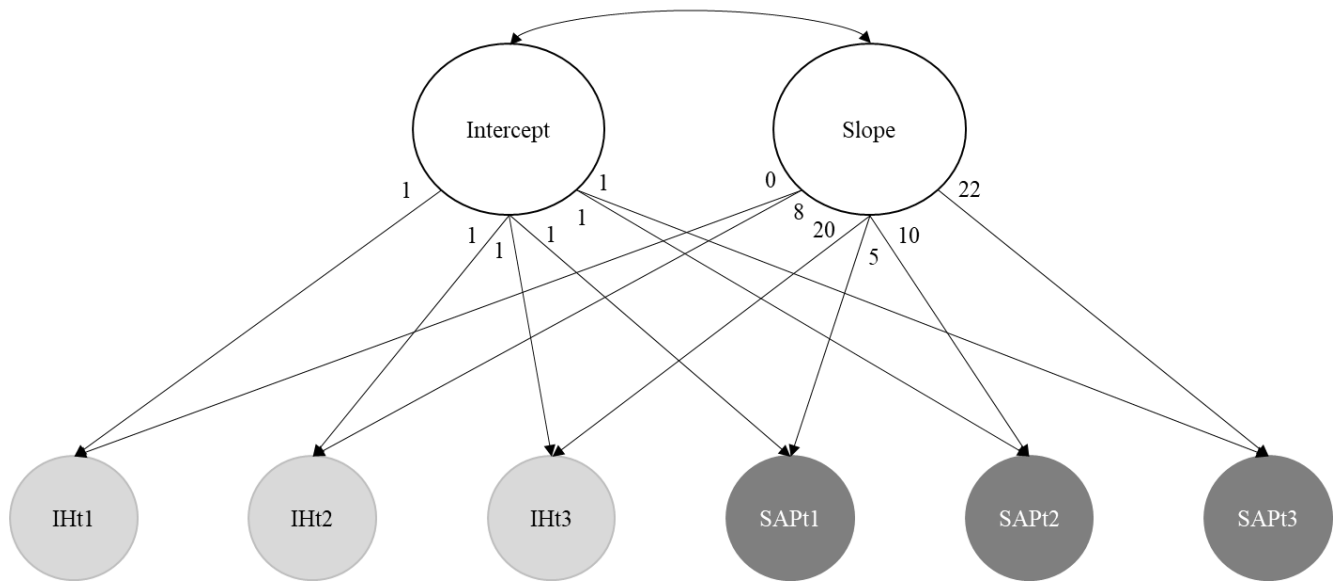 Intercept
Slope
1
1
0
22
1
8
1
1
20
10
1
5
IHt1
IHt2
IHt3
SAPt1
SAPt2
SAPt3